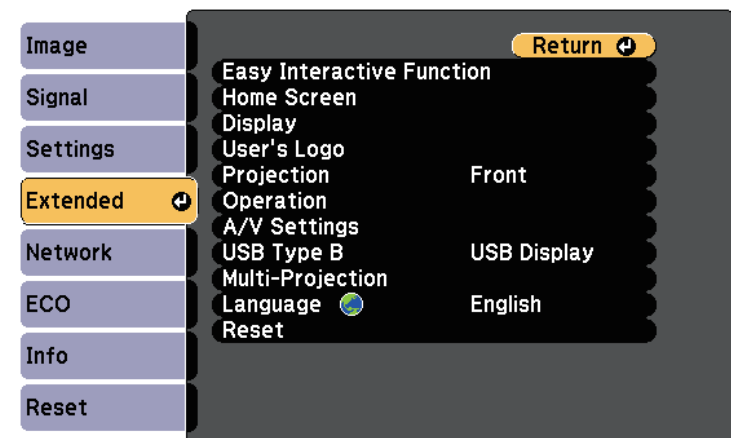 Image
Signal
Settings
Extended
Network
ECO
Info
Reset
Return
Easy Interactive Function
Home Screen
Display
User's Logo
Projection Front
Operation
A/V Settings
USB Type B USB Display
Multi-Projection
Language English
Reset